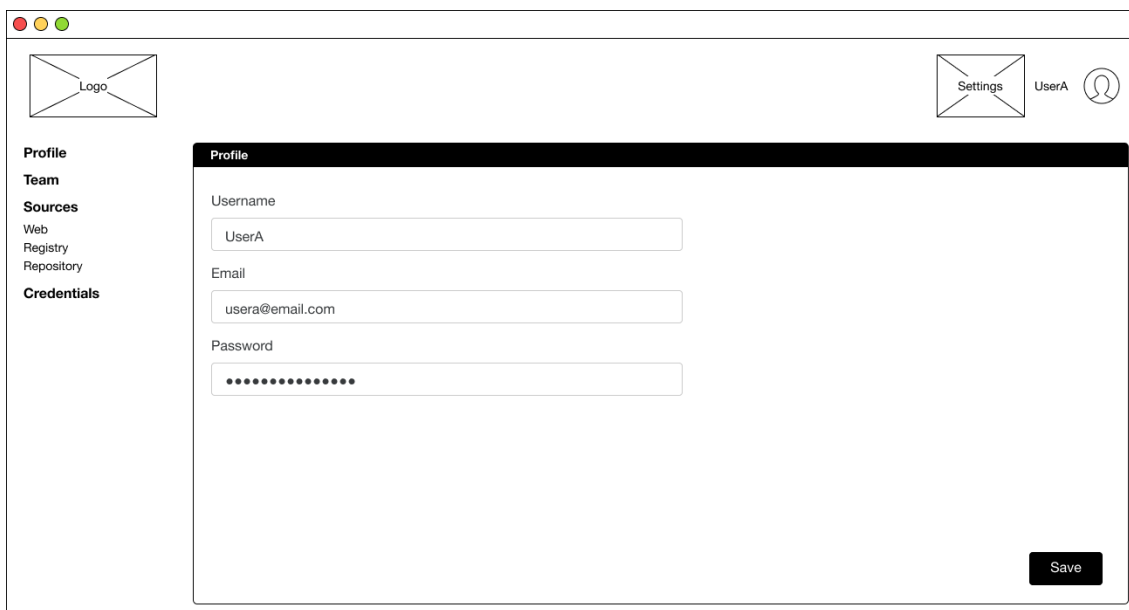 Logo
Settings
UserA
Profile
Team
Sources
Web
Registry
Repository
Credentials
Profile
Username
UserA
Email
usera@email.com
Password
●●●●●●●●●●●●●●●
Save